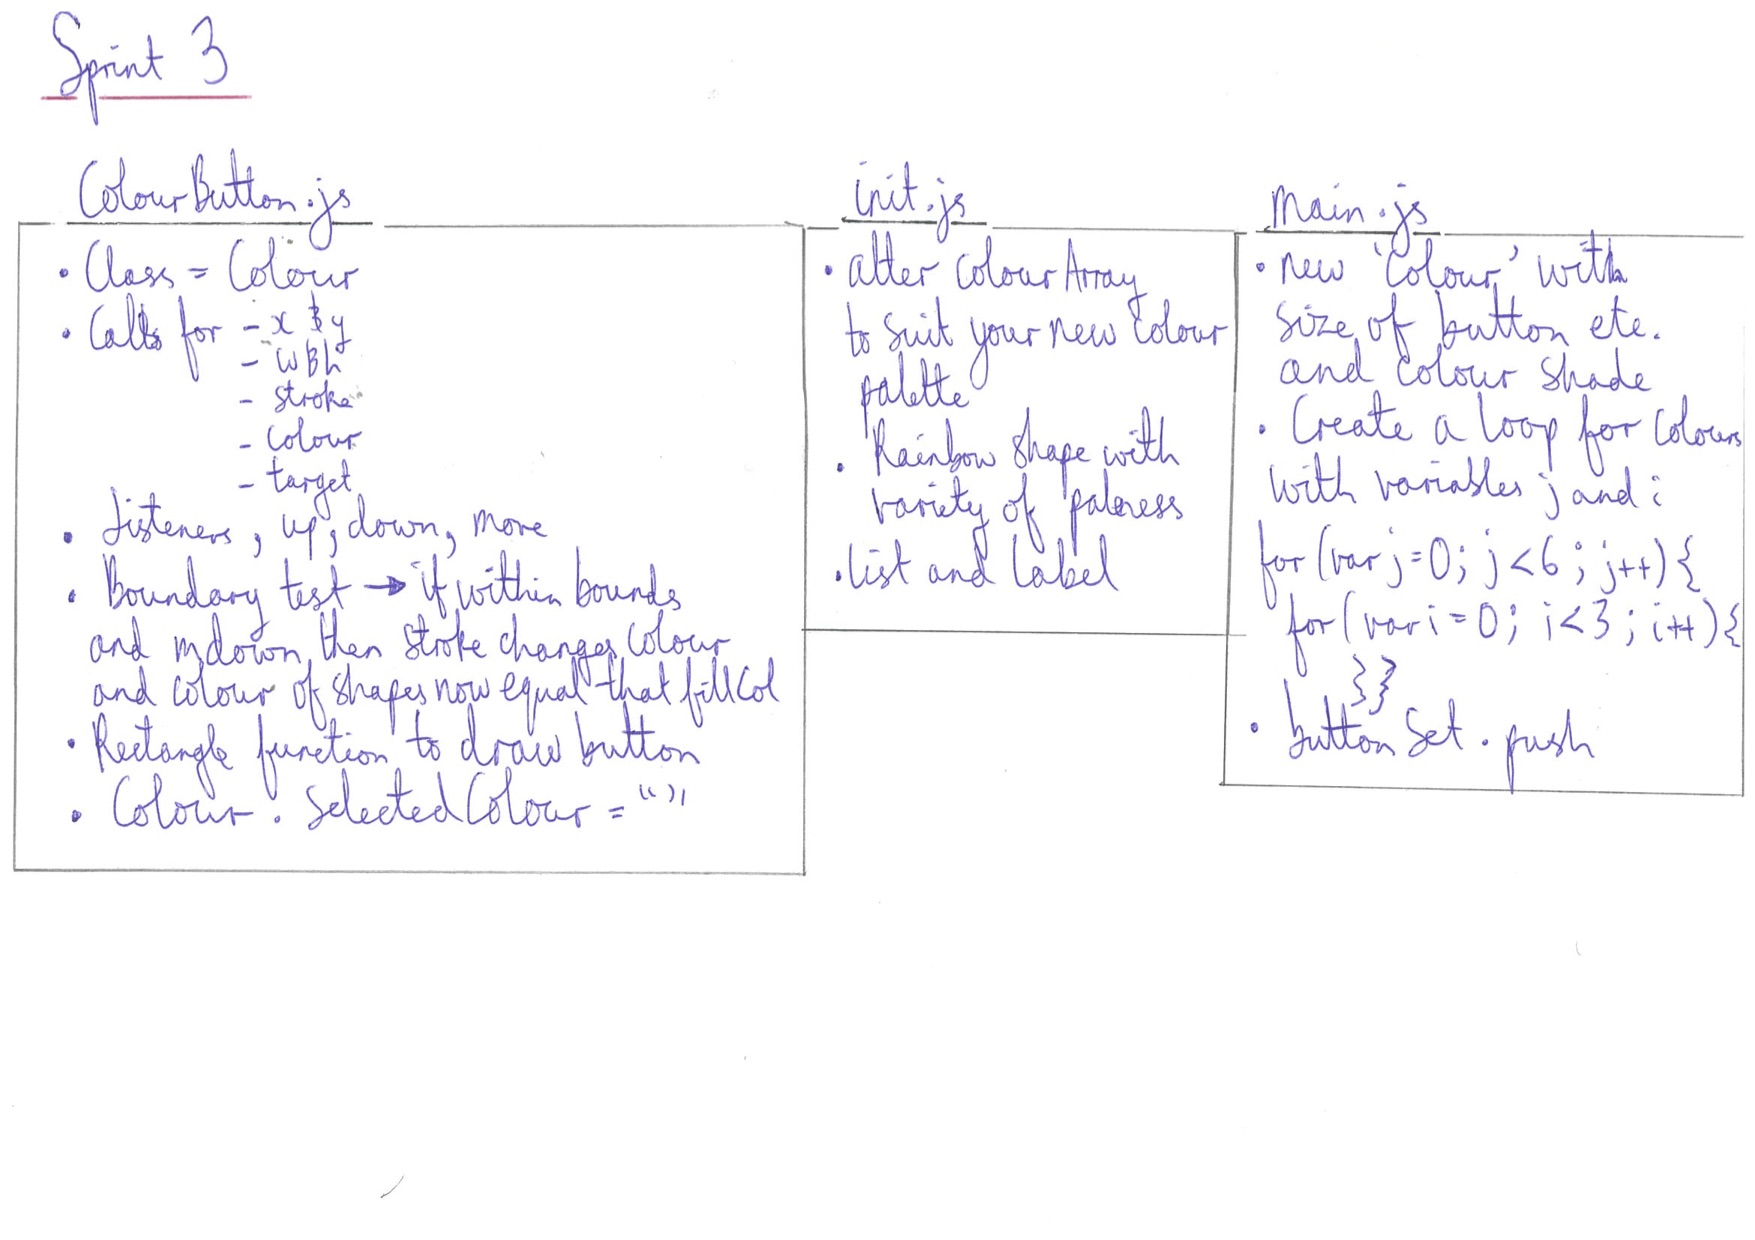 Sprint 3
ColourButton.js
• Class = Colour
• Calls for - x & y
- w & h
- stroke
- colour
- target
• Listeners, up, down, move
• Boundary test → if within bounds
and mdown, then stroke changes colour
and colour of shapes now equal that fillCol
• Rectangle function to draw button
• Colour . SelectedColour = ""
init.js
• alter colour Array
to suit your new colour
palette
• Rainbow shape with
variety of paleness
• list and label
main.js
• new 'Colour' with
size of button etc.
and colour shade
• Create a loop for colours
with variables j and i
for (var j=0; j<6; j++) {
for (var i=0; i<3; i++) {
}}
• button Set . push